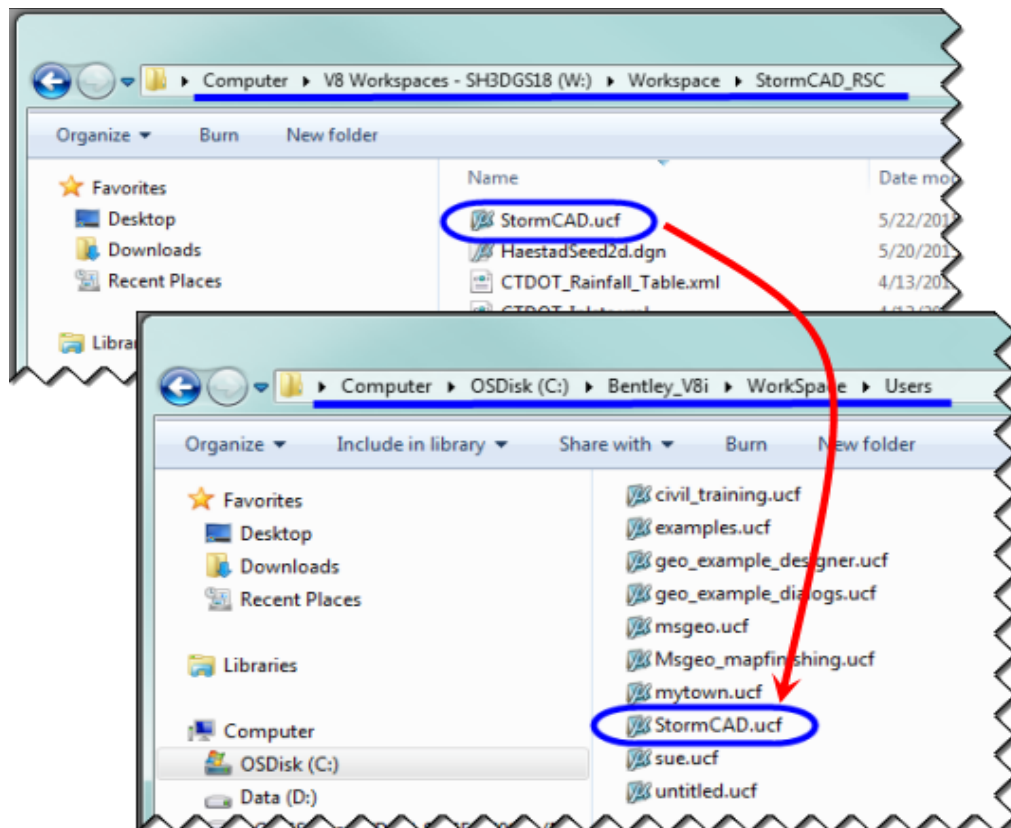 Computer ▸ V8 Workspaces - SH3DGS18 (W:) ▸ Workspace ▸ StormCAD_RSC
Organize Burn New folder
Favorites
Desktop
Downloads
Recent Places
Name Date mo
StormCAD.ucf 5/22/201
HaestadSeed2d.dgn 5/20/201
CTDOT_Rainfall_Table.xml 4/13/201
Librar
Computer ▸ OSDisk (C:) ▸ Bentley_V8i ▸ WorkSpace ▸ Users
Organize Include in library Share with Burn New folder
Favorites
Desktop
Downloads
Recent Places
Libraries
Computer
OSDisk (C:)
Data (D:)
civil_training.ucf
examples.ucf
geo_example_designer.ucf
geo_example_dialogs.ucf
msgeo.ucf
Msgeo_mapfinishing.ucf
mytown.ucf
StormCAD.ucf
sue.ucf
untitled.ucf